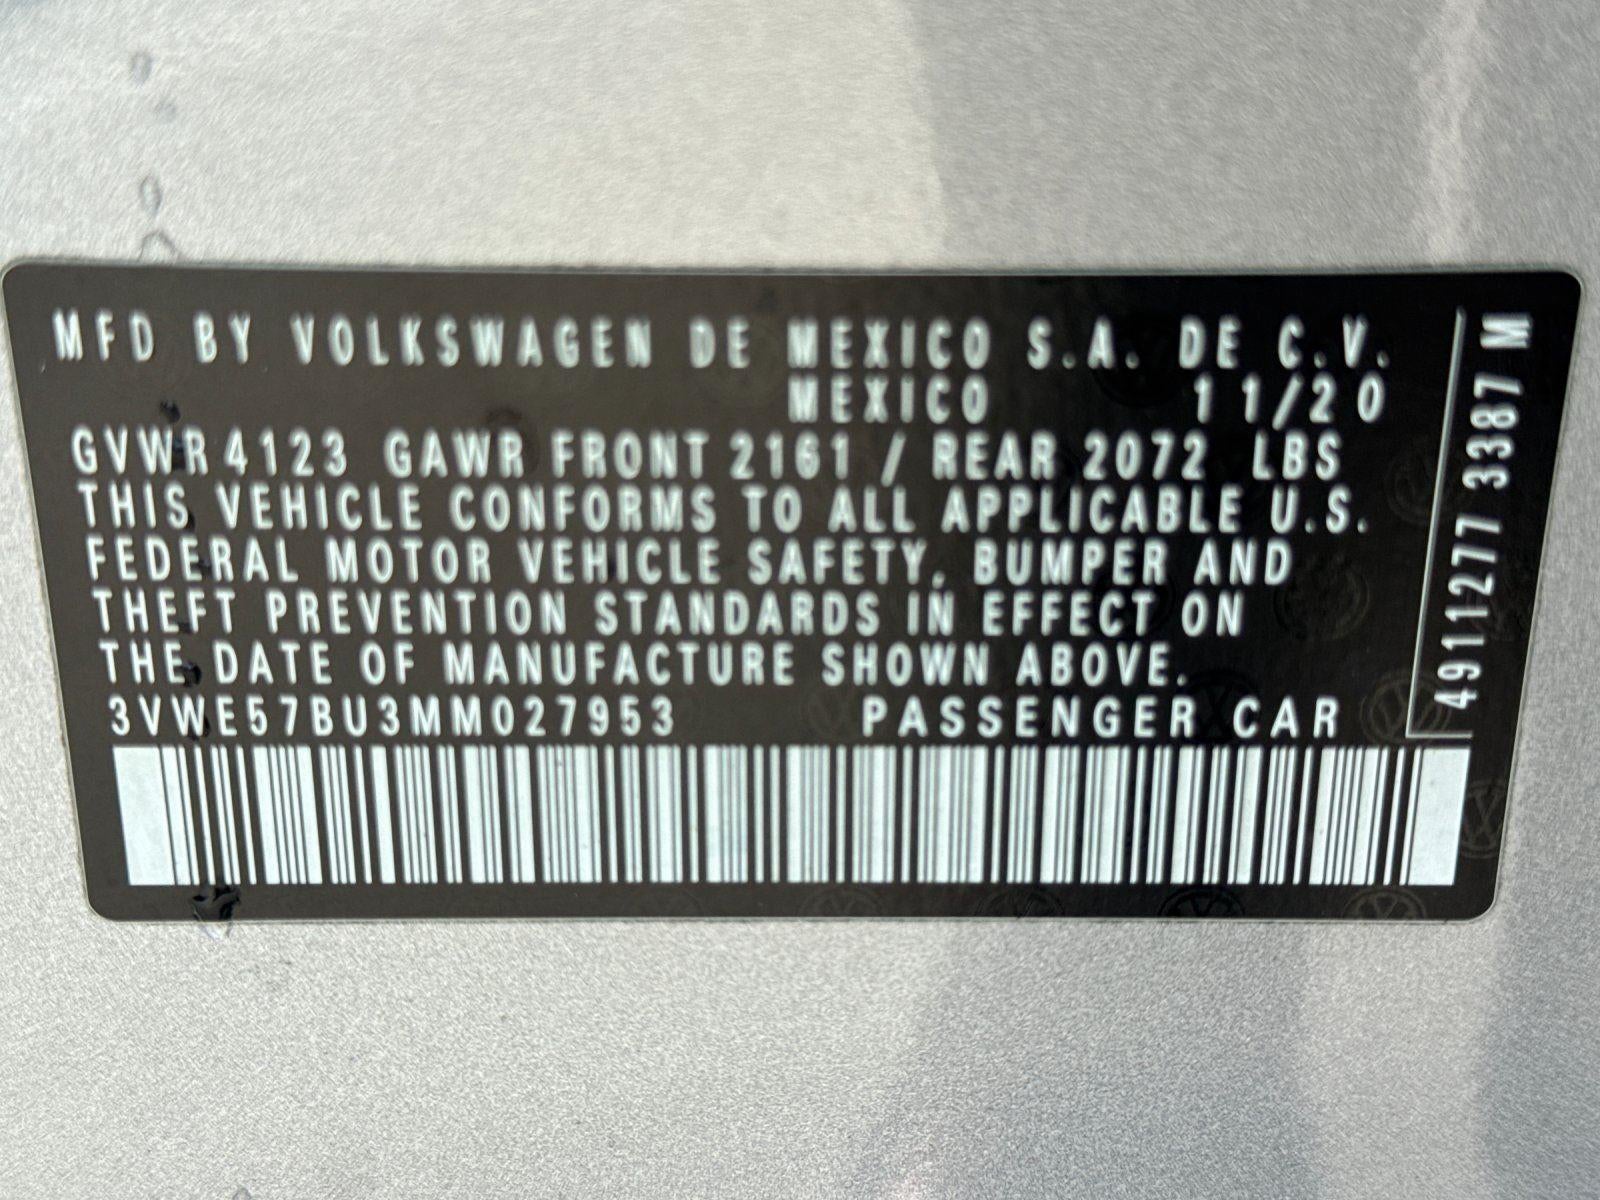 MFD BY VOLKSWAGEN DE MEXICO S.A. DE C.V.
MEXICO 11/20
GVWR 4123 GAWR FRONT 2161 / REAR 2072 LBS
THIS VEHICLE CONFORMS TO ALL APPLICABLE U.S.
FEDERAL MOTOR VEHICLE SAFETY, BUMPER AND
THEFT PREVENTION STANDARDS IN EFFECT ON
THE DATE OF MANUFACTURE SHOWN ABOVE.
3VWE57BU3MM027953 PASSENGER CAR
4911277 3387 M